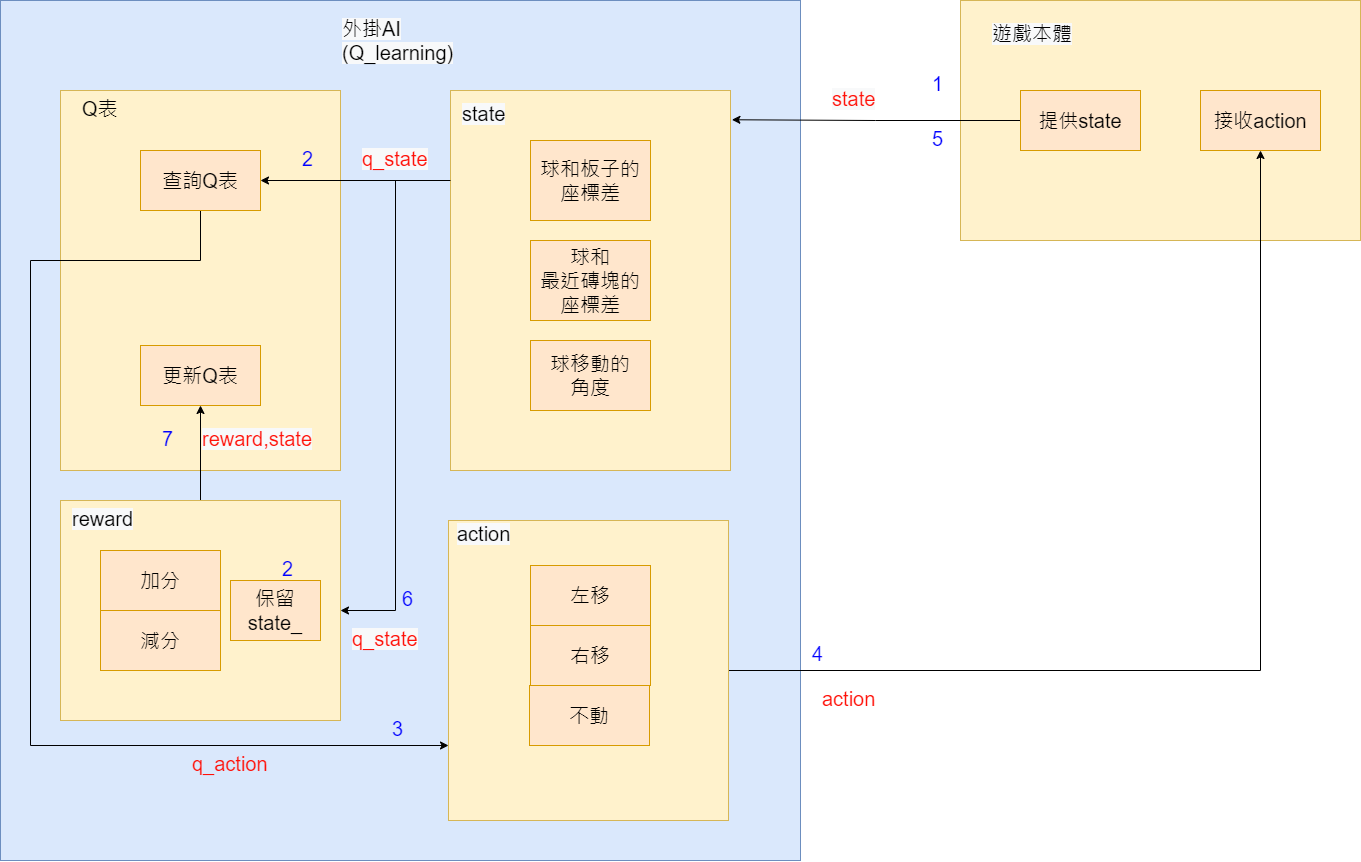 外掛AI
(Q_learning)
遊戲本體
Q表
state
state
1
5
提供state
接收action
查詢Q表
2
q_state
球和板子的
座標差
球和
最近磚塊的
座標差
球移動的
角度
更新Q表
7
reward,state
reward
加分
減分
2
保留
state_
6
q_state
action
左移
右移
不動
4
action
3
q_action